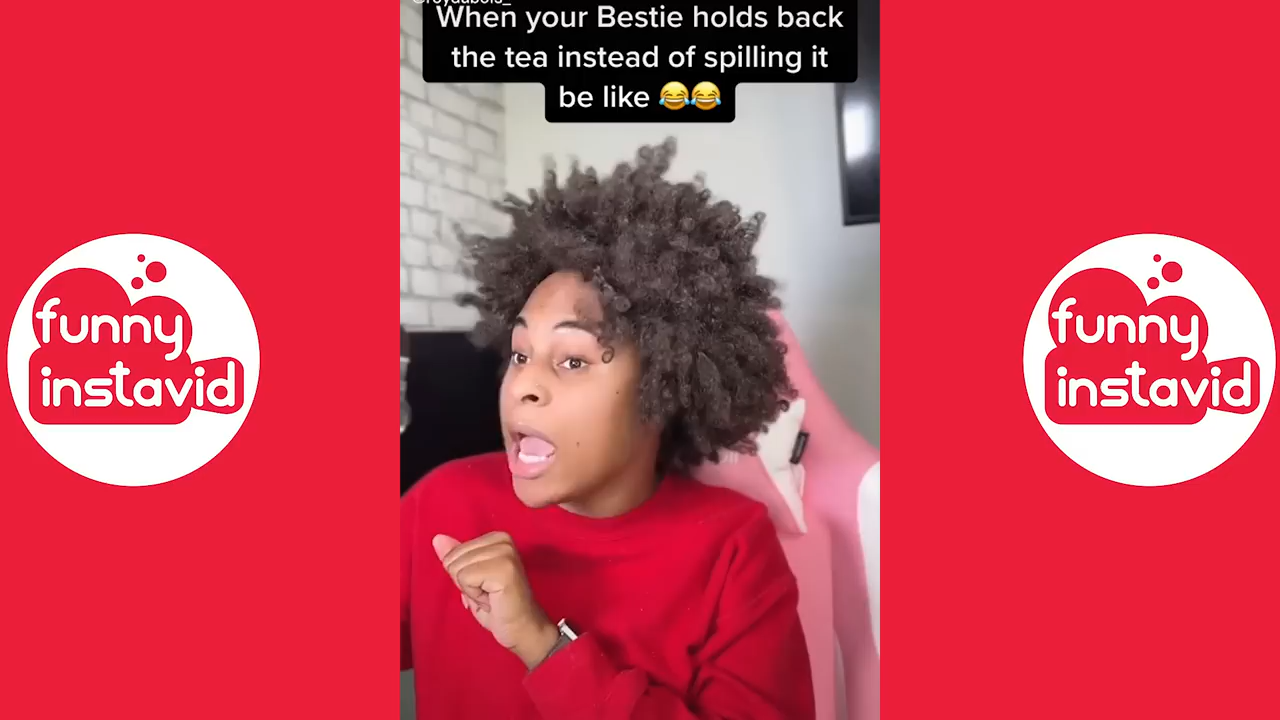 When your Bestie holds back
the tea instead of spilling it
be like 😂😂
funny
instavid
funny
instavid